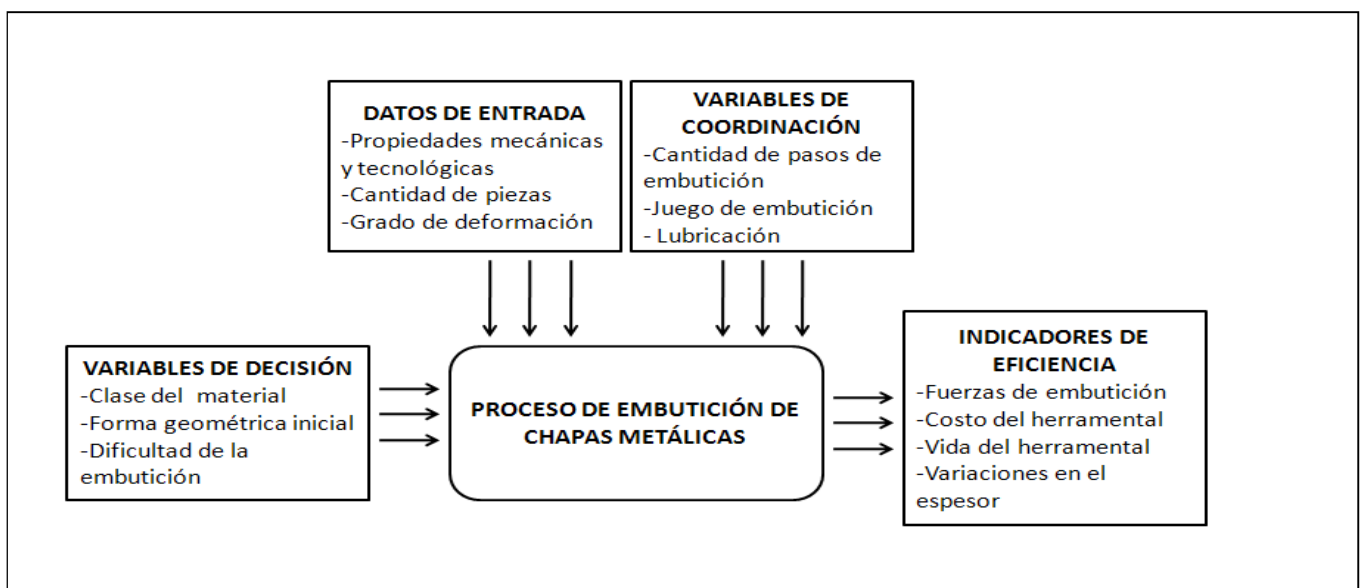 DATOS DE ENTRADA
-Propiedades mecánicas
y tecnológicas
-Cantidad de piezas
-Grado de deformación
VARIABLES DE
COORDINACIÓN
-Cantidad de pasos de
embutición
-Juego de embutición
- Lubricación
VARIABLES DE DECISIÓN
-Clase del material
-Forma geométrica inicial
-Dificultad de la
embutición
PROCESO DE EMBUTICIÓN DE
CHAPAS METÁLICAS
INDICADORES DE
EFICIENCIA
-Fuerzas de embutición
-Costo del herramental
-Vida del herramental
-Variaciones en el
espesor